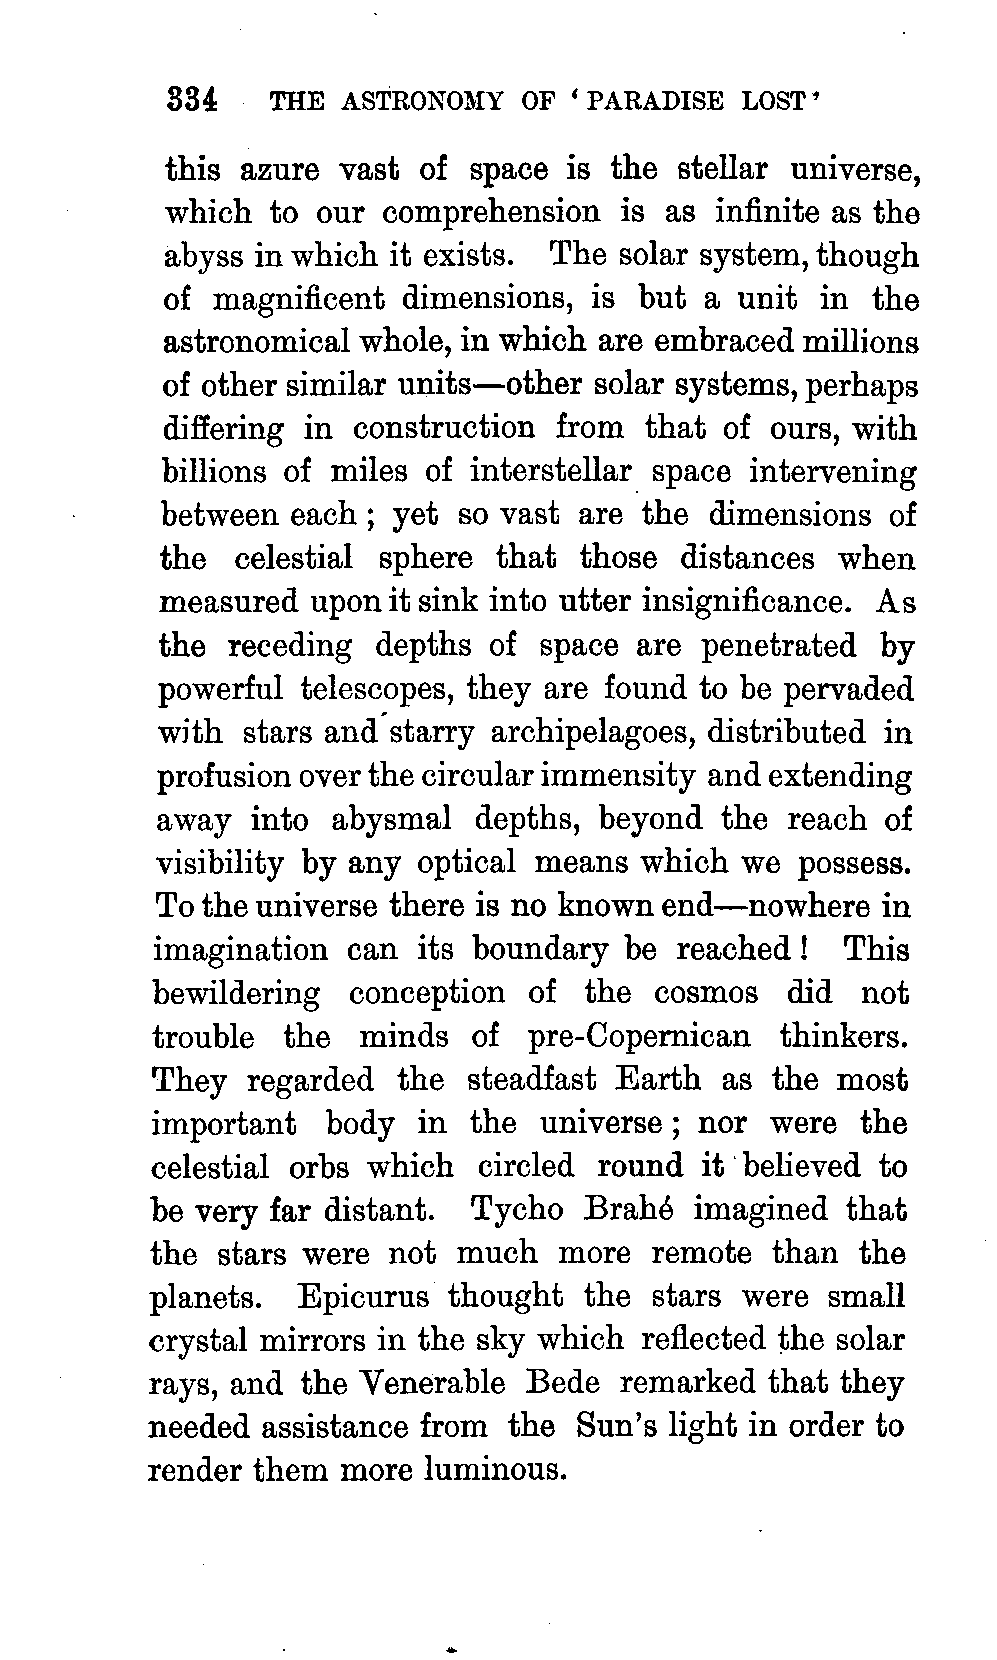 334 THE ASTRONOMY OF ‘ PARADISE LOST’
this azure vast of space is the stellar universe,
which to our comprehension is as infinite as the
abyss in which it exists. The solar system, though
of magnificent dimensions, is but a unit in the
astronomical whole, in which are embraced millions
of other similar units—other solar systems, perhaps
differing in construction from that of ours, with
billions of miles of interstellar space intervening
between each ; yet so vast are the dimensions of
the celestial sphere that those distances when
measured upon it sink into utter insignificance. As
the receding depths of space are penetrated by
powerful telescopes, they are found to be pervaded
with stars and starry archipelagoes, distributed in
profusion over the circular immensity and extending
away into abysmal depths, beyond the reach of
visibility by any optical means which we possess.
To the universe there is no known end—nowhere in
imagination can its boundary be reached ! This
bewildering conception of the cosmos did not
trouble the minds of pre-Copernican thinkers.
They regarded the steadfast Earth as the most
important body in the universe ; nor were the
celestial orbs which circled round it believed to
be very far distant. Tycho Brahé imagined that
the stars were not much more remote than the
planets. Epicurus thought the stars were small
crystal mirrors in the sky which reflected the solar
rays, and the Venerable Bede remarked that they
needed assistance from the Sun's light in order to
render them more luminous.